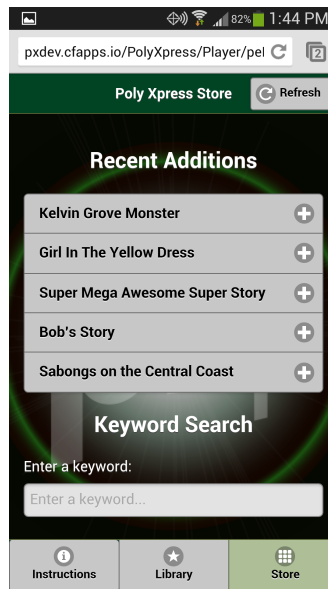 82% 1:44 PM
pxdev.cfapps.io/PolyXpress/Player/pel
2
Poly Xpress Store
Refresh
Recent Additions
Kelvin Grove Monster
Girl In The Yellow Dress
Super Mega Awesome Super Story
Bob's Story
Sabongs on the Central Coast
Keyword Search
Enter a keyword:
Enter a keyword...
Instructions
Library
Store